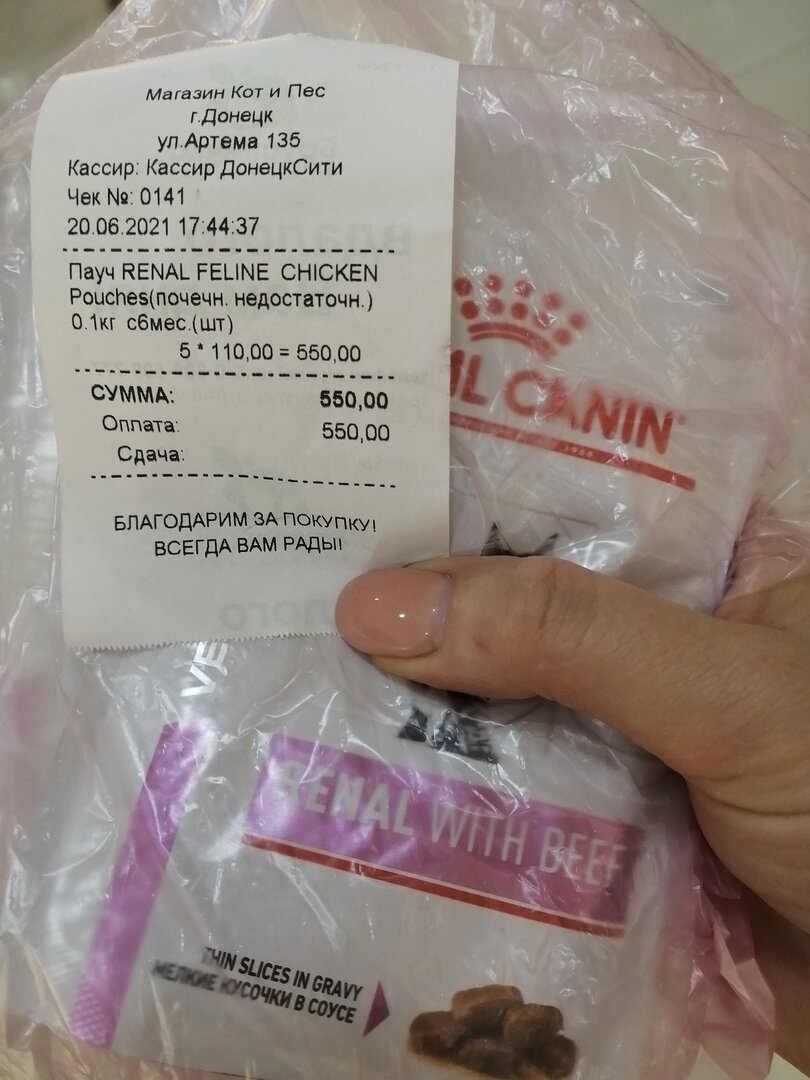 Магазин Кот и Пес
г.Донецк
ул.Артема 135
Кассир: Кассир ДонецкСити
Чек №: 0141
20.06.2021 17:44:37
Пауч RENAL FELINE CHICKEN
Pouches(почечн. недостаточн.)
0.1кг с6мес.(шт)
5 * 110,00 = 550,00
СУММА: 550,00
Оплата: 550,00
Сдача:
БЛАГОДАРИМ ЗА ПОКУПКУ!
ВСЕГДА ВАМ РАДЫ!
CANIN
1968
RENAL WITH BEEF
THIN SLICES IN GRAVY
МЕЛКИЕ КУСОЧКИ В СОУСЕ